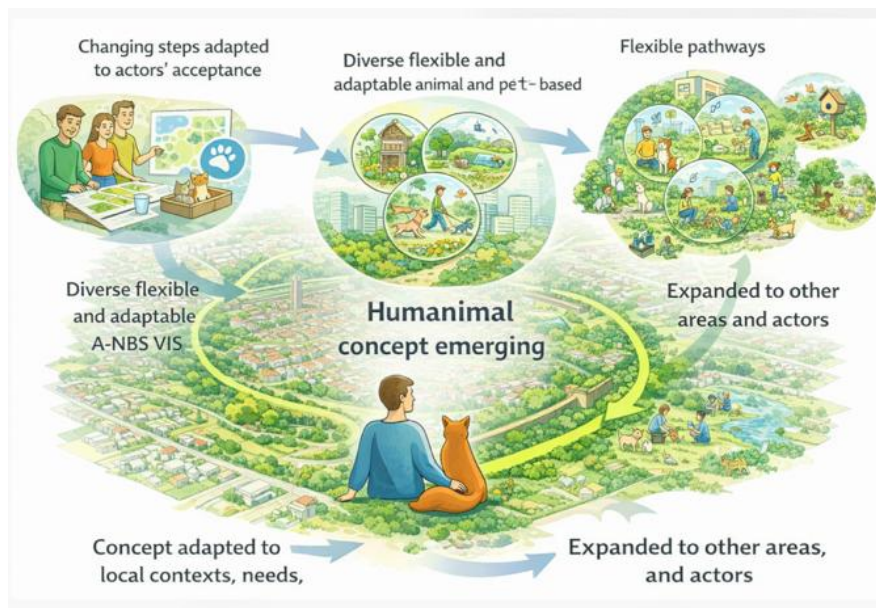 Changing steps adapted
to actors' acceptance
Diverse flexible and
adaptable animal and pet-based
Flexible pathways
Diverse flexible
and adaptable
A-NBS VIS
Humanimal
concept emerging
Expanded to other
areas and actors
Concept adapted to
local contexts, needs,
Expanded to other areas,
and actors